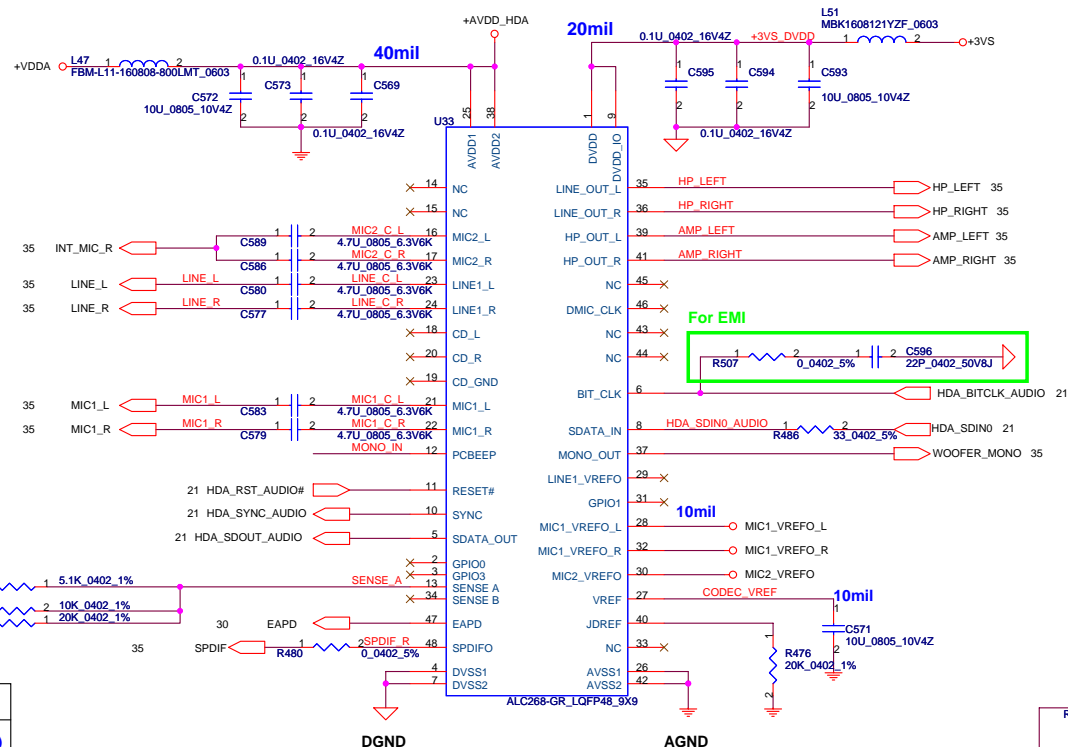 +AVDD_HDA
L51
MBK1608121YZF_0603
40mil
20mil
L47
FBM-L11-160808-800LMT_0603
+VDDA
1
2
0.1U_0402_16V4Z
0.1U_0402_16V4Z
+3VS_DVDD
1
2
+3VS
C572
10U_0805_10V4Z
1
2
C573
1
2
C569
1
2
0.1U_0402_16V4Z
C595
1
2
C594
1
2
C593
10U_0805_10V4Z
1
2
0.1U_0402_16V4Z
U33
25
38
1
9
AVDD1
AVDD2
DVDD
DVDD_IO
14 NC
15 NC
35 INT_MIC_R
C589 1 2 MIC2_C_L 16 MIC2_L
4.7U_0805_6.3V6K
C586 1 2 MIC2_C_R 17 MIC2_R
4.7U_0805_6.3V6K
35 LINE_L LINE_L C580 1 2 LINE_C_L 23 LINE1_L
4.7U_0805_6.3V6K
35 LINE_R LINE_R C577 1 2 LINE_C_R 24 LINE1_R
4.7U_0805_6.3V6K
18 CD_L
20 CD_R
19 CD_GND
35 MIC1_L MIC1_L C583 1 2 MIC1_C_L 21 MIC1_L
4.7U_0805_6.3V6K
35 MIC1_R MIC1_R C579 1 2 MIC1_C_R 22 MIC1_R
4.7U_0805_6.3V6K
MONO_IN 12 PCBEEP
21 HDA_RST_AUDIO# 11 RESET#
21 HDA_SYNC_AUDIO 10 SYNC
21 HDA_SDOUT_AUDIO 5 SDATA_OUT
2 GPIO0
3 GPIO3
1 5.1K_0402_1% SENSE_A 13 SENSE A
2 10K_0402_1% 34 SENSE B
1 20K_0402_1%
30 EAPD 47 EAPD
35 SPDIF R480 1 2 SPDIF_R 48 SPDIFO
0_0402_5%
4 DVSS1
7 DVSS2
LINE_OUT_L 35 HP_LEFT HP_LEFT 35
LINE_OUT_R 36 HP_RIGHT HP_RIGHT 35
HP_OUT_L 39 AMP_LEFT AMP_LEFT 35
HP_OUT_R 41 AMP_RIGHT AMP_RIGHT 35
NC 45
DMIC_CLK 46
NC 43
NC 44
For EMI
R507 1 2 0_0402_5% 1 2 C596
22P_0402_50V8J
BIT_CLK 6 HDA_BITCLK_AUDIO 21
SDATA_IN 8 HDA_SDIN0_AUDIO R486 1 2 33_0402_5% HDA_SDIN0 21
MONO_OUT 37 WOOFER_MONO 35
LINE1_VREFO 29
GPIO1 31
10mil
MIC1_VREFO_L 28 MIC1_VREFO_L
MIC1_VREFO_R 32 MIC1_VREFO_R
MIC2_VREFO 30 MIC2_VREFO
VREF 27 CODEC_VREF 10mil
1
C571
10U_0805_10V4Z
2
JDREF 40
1
R476
20K_0402_1%
2
NC 33
AVSS1 26
AVSS2 42
ALC268-GR_LQFP48_9X9
DGND
AGND
R